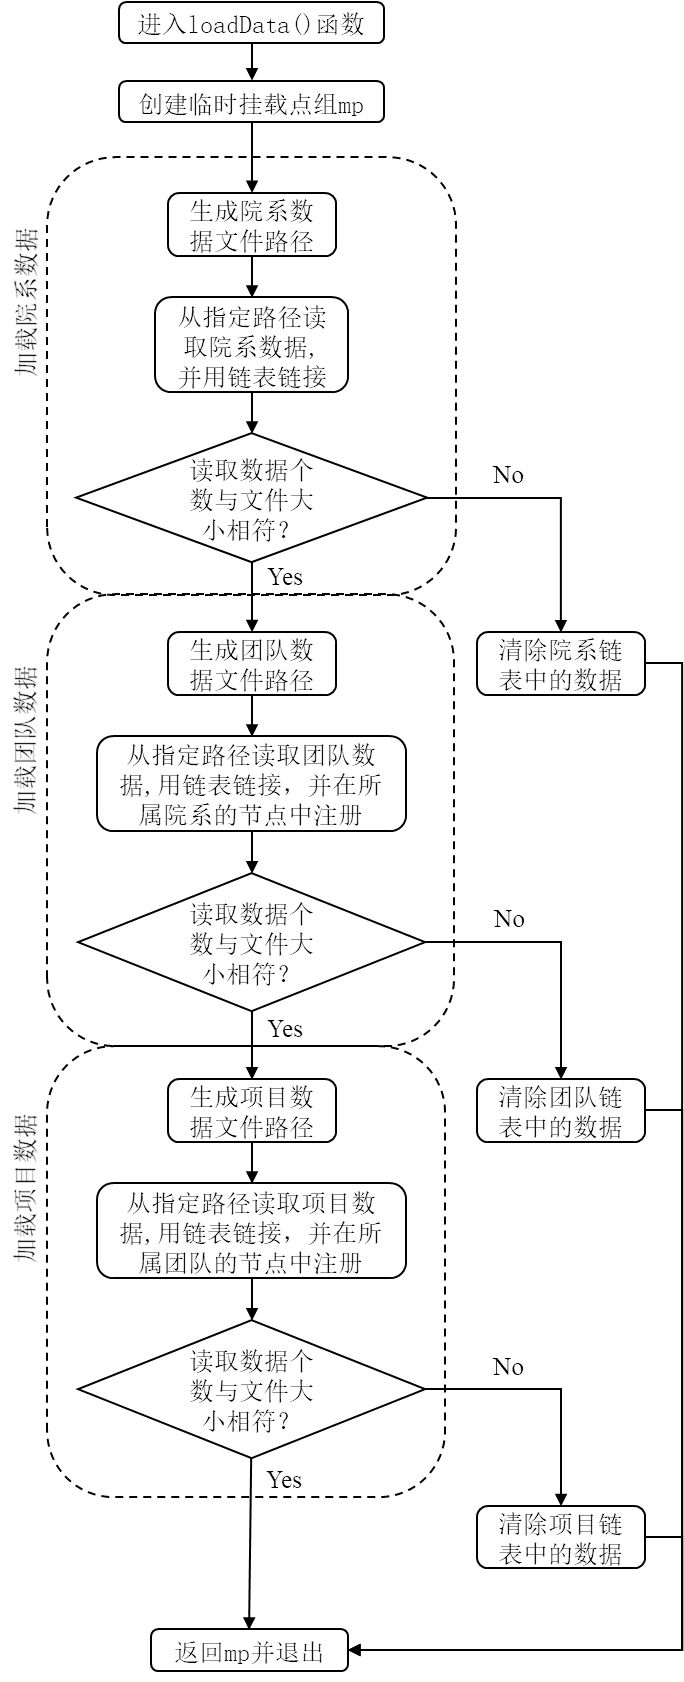 进入loadData()函数
创建临时挂载点组mp
加载院系数据
生成院系数
据文件路径
从指定路径读
取院系数据,
并用链表链接
读取数据个
数与文件大
小相符?
No
Yes
清除院系链
表中的数据
加载团队数据
生成团队数
据文件路径
从指定路径读取团队数
据,用链表链接，并在所
属院系的节点中注册
读取数据个
数与文件大
小相符?
No
Yes
清除团队链
表中的数据
加载项目数据
生成项目数
据文件路径
从指定路径读取项目数
据,用链表链接，并在所
属团队的节点中注册
读取数据个
数与文件大
小相符?
No
Yes
清除项目链
表中的数据
返回mp并退出